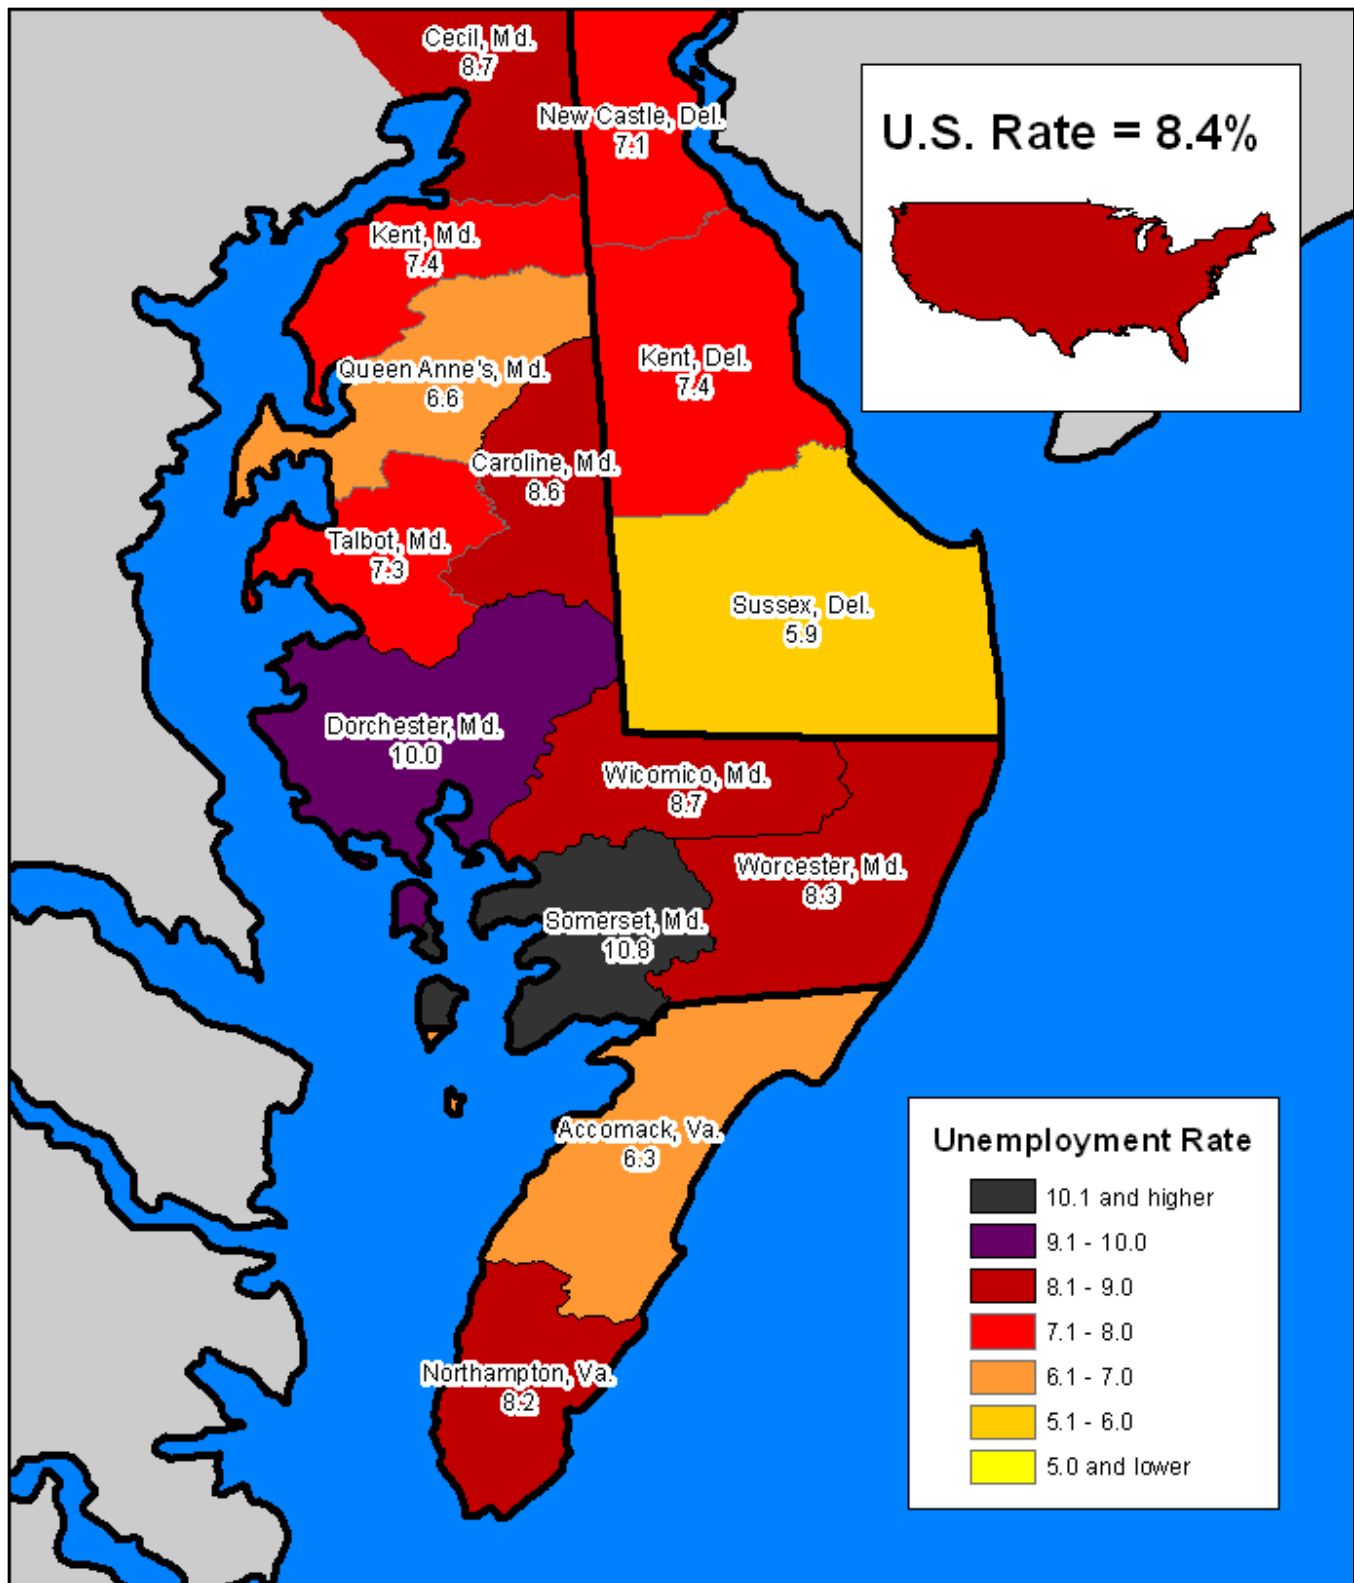 Cecil, Md.
8.7
New Castle, Del.
7.1
U.S. Rate = 8.4%
Kent, Md.
7.4
Queen Anne's, Md.
6.6
Kent, Del.
7.4
Caroline, Md.
8.6
Talbot, Md.
7.3
Sussex, Del.
5.9
Dorchester, Md.
10.0
Wicomico, Md.
8.7
Worcester, Md.
8.3
Somerset, Md.
10.8
Accomack, Va.
6.3
Northampton, Va.
8.2
Unemployment Rate
10.1 and higher
9.1 - 10.0
8.1 - 9.0
7.1 - 8.0
6.1 - 7.0
5.1 - 6.0
5.0 and lower